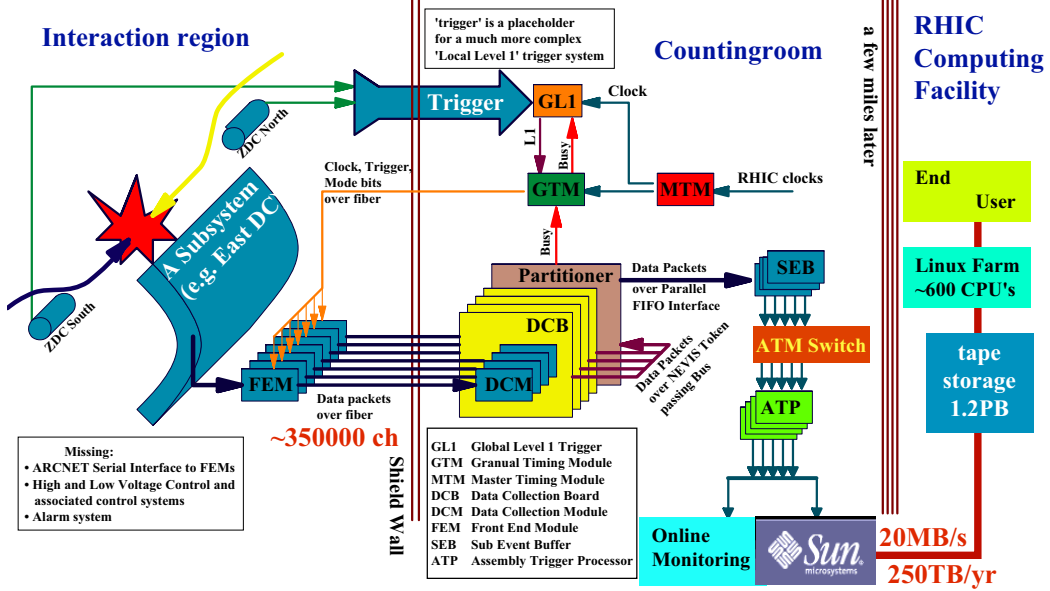 Interaction region
'trigger' is a placeholder
for a much more complex
'Local Level 1' trigger system
Countingroom
a few miles later
RHIC
Computing
Facility
Trigger
GL1
Clock
ZDC North
L1
Busy
Clock, Trigger,
Mode bits
over fiber
GTM
MTM
RHIC clocks
End
User
A Subsystem
(e.g. East DC)
Busy
Partitioner
Data Packets
over Parallel
FIFO Interface
SEB
Linux Farm
~600 CPU's
ZDC South
DCB
ATM Switch
tape
storage
1.2PB
FEM
DCM
Data Packets
over NEVIS Token
passing Bus
Data packets
over fiber
ATP
~350000 ch
Missing:
• ARCNET Serial Interface to FEMs
• High and Low Voltage Control and
associated control systems
• Alarm system
Shield Wall
GL1 Global Level 1 Trigger
GTM Granual Timing Module
MTM Master Timing Module
DCB Data Collection Board
DCM Data Collection Module
FEM Front End Module
SEB Sub Event Buffer
ATP Assembly Trigger Processor
Online
Monitoring
Sun
microsystems
20MB/s
250TB/yr